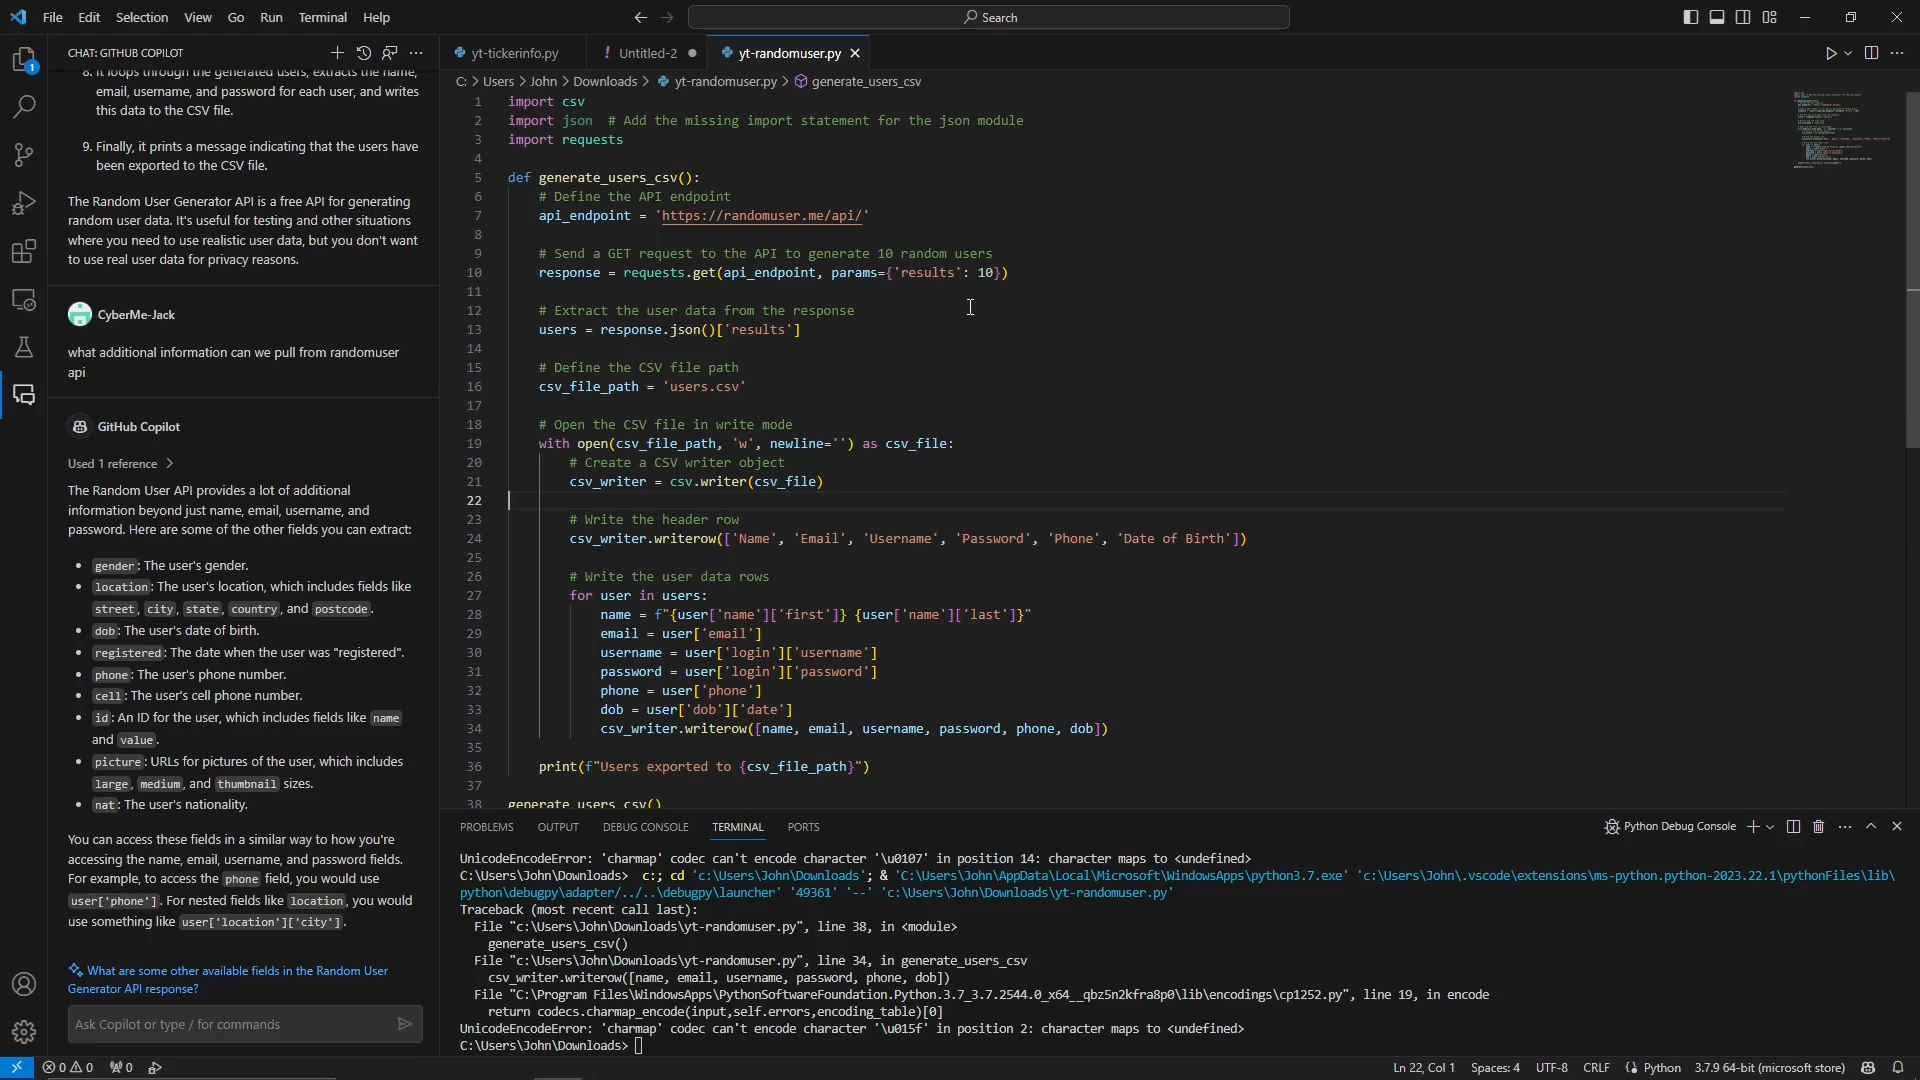 File Edit Selection View Go Run Terminal Help
Search
CHAT: GITHUB COPILOT
8. It loops through the generated users, extracts the name,
email, username, and password for each user, and writes
this data to the CSV file.
9. Finally, it prints a message indicating that the users have
been exported to the CSV file.
The Random User Generator API is a free API for generating
random user data. It's useful for testing and other situations
where you need to use realistic user data, but you don't want
to use real user data for privacy reasons.
CyberMe-Jack
what additional information can we pull from randomuser
api
GitHub Copilot
Used 1 reference
The Random User API provides a lot of additional
information beyond just name, email, username, and
password. Here are some of the other fields you can extract:
• gender: The user's gender.
• location: The user's location, which includes fields like
street, city, state, country, and postcode.
• dob: The user's date of birth.
• registered: The date when the user was "registered".
• phone: The user's phone number.
• cell: The user's cell phone number.
• id: An ID for the user, which includes fields like name
and value.
• picture: URLs for pictures of the user, which includes
large, medium, and thumbnail sizes.
• nat: The user's nationality.
You can access these fields in a similar way to how you're
accessing the name, email, username, and password fields.
For example, to access the phone field, you would use
user['phone']. For nested fields like location, you would
use something like user['location']['city'].
What are some other available fields in the Random User
Generator API response?
Ask Copilot or type / for commands
1
yt-tickerinfo.py
! Untitled-2
yt-randomuser.py
C: > Users > John > Downloads > yt-randomuser.py > generate_users_csv
1 import csv
2 import json  # Add the missing import statement for the json module
3 import requests
4
5 def generate_users_csv():
6     # Define the API endpoint
7     api_endpoint = 'https://randomuser.me/api/'
8
9     # Send a GET request to the API to generate 10 random users
10     response = requests.get(api_endpoint, params={'results': 10})
11
12     # Extract the user data from the response
13     users = response.json()['results']
14
15     # Define the CSV file path
16     csv_file_path = 'users.csv'
17
18     # Open the CSV file in write mode
19     with open(csv_file_path, 'w', newline='') as csv_file:
20         # Create a CSV writer object
21         csv_writer = csv.writer(csv_file)
22
23         # Write the header row
24         csv_writer.writerow(['Name', 'Email', 'Username', 'Password', 'Phone', 'Date of Birth'])
25
26         # Write the user data rows
27         for user in users:
28             name = f"{user['name']['first']} {user['name']['last']}"
29             email = user['email']
30             username = user['login']['username']
31             password = user['login']['password']
32             phone = user['phone']
33             dob = user['dob']['date']
34             csv_writer.writerow([name, email, username, password, phone, dob])
35
36     print(f"Users exported to {csv_file_path}")
37
38 generate_users_csv()
PROBLEMS OUTPUT DEBUG CONSOLE TERMINAL PORTS
Python Debug Console
UnicodeEncodeError: 'charmap' codec can't encode character '\u0107' in position 14: character maps to <undefined>
C:\Users\John\Downloads>  c:; cd 'c:\Users\John\Downloads'; & 'C:\Users\John\AppData\Local\Microsoft\WindowsApps\python3.7.exe' 'c:\Users\John\.vscode\extensions\ms-python.python-2023.22.1\pythonFiles\lib\
python\debugpy\adapter/../..\debugpy\launcher' '49361' '--' 'c:\Users\John\Downloads\yt-randomuser.py'
Traceback (most recent call last):
  File "c:\Users\John\Downloads\yt-randomuser.py", line 38, in <module>
    generate_users_csv()
  File "c:\Users\John\Downloads\yt-randomuser.py", line 34, in generate_users_csv
    csv_writer.writerow([name, email, username, password, phone, dob])
  File "C:\Program Files\WindowsApps\PythonSoftwareFoundation.Python.3.7_3.7.2544.0_x64__qbz5n2kfra8p0\lib\encodings\cp1252.py", line 19, in encode
    return codecs.charmap_encode(input,self.errors,encoding_table)[0]
UnicodeEncodeError: 'charmap' codec can't encode character '\u015f' in position 2: character maps to <undefined>
C:\Users\John\Downloads>
0 0 0
Ln 22, Col 1 Spaces: 4 UTF-8 CRLF Python 3.7.9 64-bit (microsoft store)